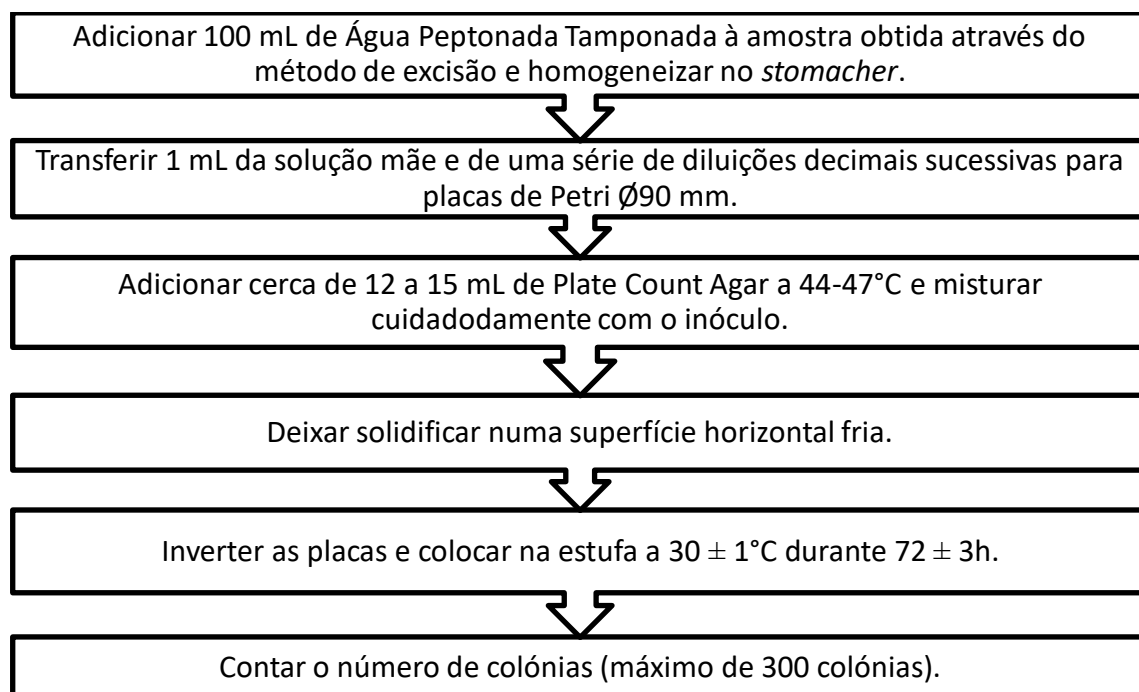 Adicionar 100 mL de Água Peptonada Tamponada à amostra obtida através do
método de excisão e homogeneizar no stomacher.
Transferir 1 mL da solução mãe e de uma série de diluições decimais sucessivas para
placas de Petri Ø90 mm.
Adicionar cerca de 12 a 15 mL de Plate Count Agar a 44-47°C e misturar
cuidadodamente com o inóculo.
Deixar solidificar numa superfície horizontal fria.
Inverter as placas e colocar na estufa a 30 ± 1°C durante 72 ± 3h.
Contar o número de colónias (máximo de 300 colónias).